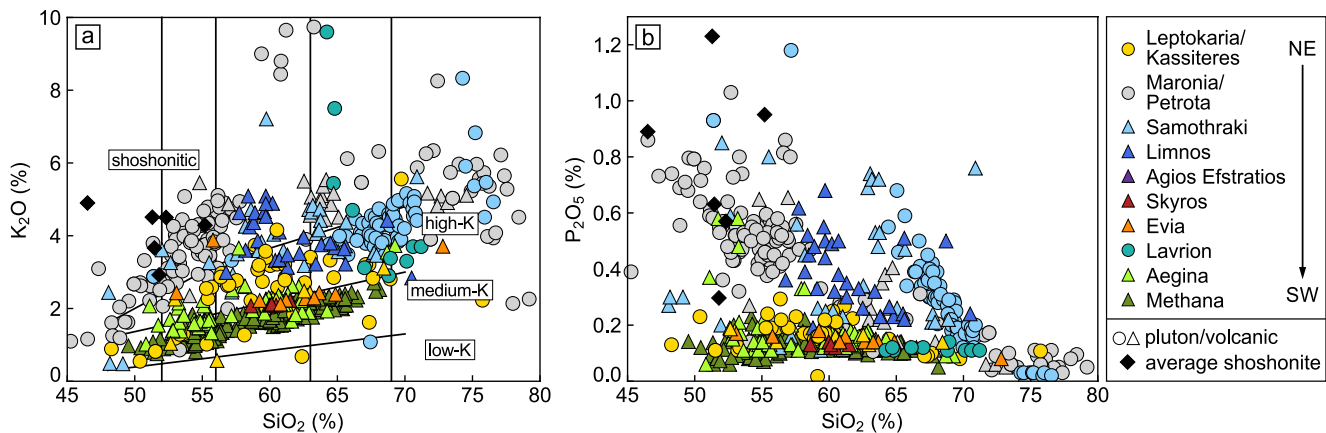 a
K2O (%)
10
8
6
4
2
0
shoshonitic
high-K
medium-K
low-K
45 50 55 60 65 70 75 80
SiO2 (%)
b
P2O5 (%)
1.2
1.0
0.8
0.6
0.4
0.2
0.0
45 50 55 60 65 70 75 80
SiO2 (%)
Leptokaria/
Kassiteres
Maronia/
Petrota
Samothraki
Limnos
Agios Efstratios
Skyros
Evia
Lavrion
Aegina
Methana
NE
SW
pluton/volcanic
average shoshonite